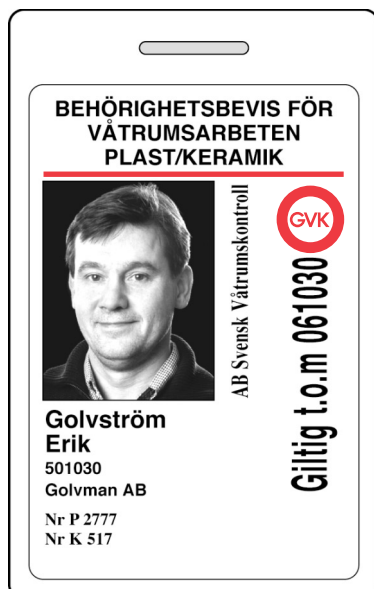 BEHÖRIGHETSBEVIS FÖR
VÅTRUMSARBETEN
PLAST/KERAMIK
AB Svensk Våtrumskontroll
GVK
Giltig t.o.m 061030
Golvström
Erik
501030
Golvman AB
Nr P 2777
Nr K 517